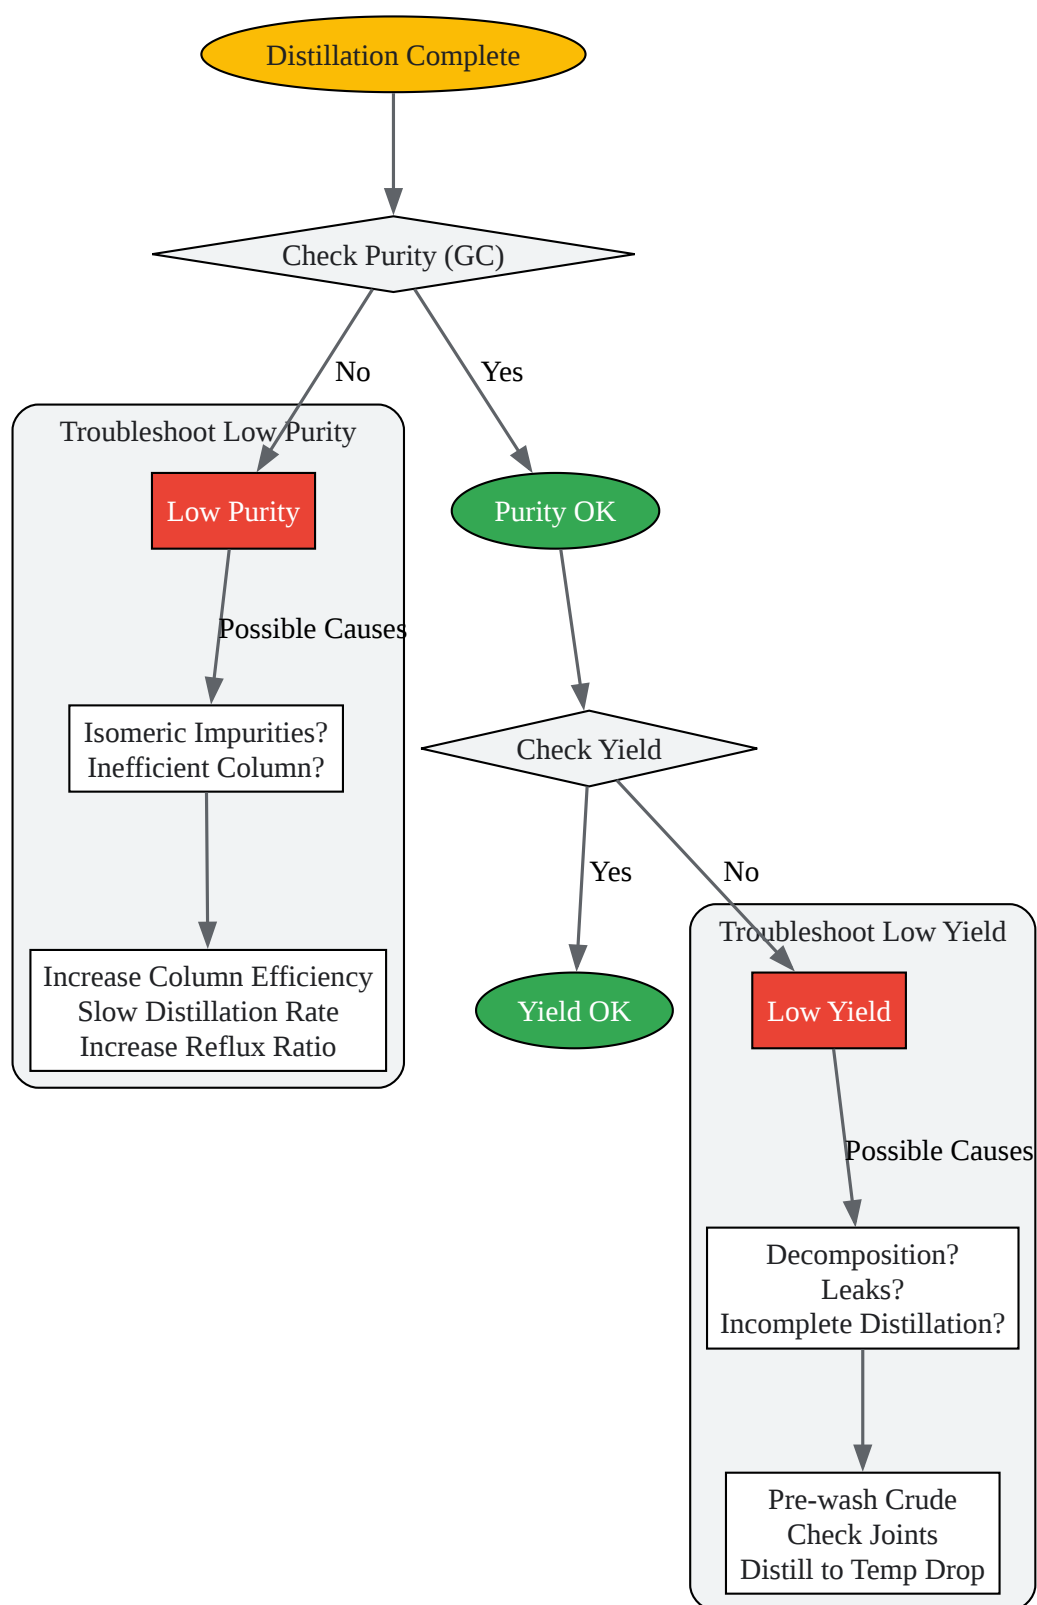 Distillation Complete
Check Purity (GC)
No
Yes
Troubleshoot Low Purity
Low Purity
Purity OK
Possible Causes
Isomeric Impurities?
Inefficient Column?
Check Yield
Yes
No
Increase Column Efficiency
Slow Distillation Rate
Increase Reflux Ratio
Yield OK
Troubleshoot Low Yield
Low Yield
Possible Causes
Decomposition?
Leaks?
Incomplete Distillation?
Pre-wash Crude
Check Joints
Distill to Temp Drop